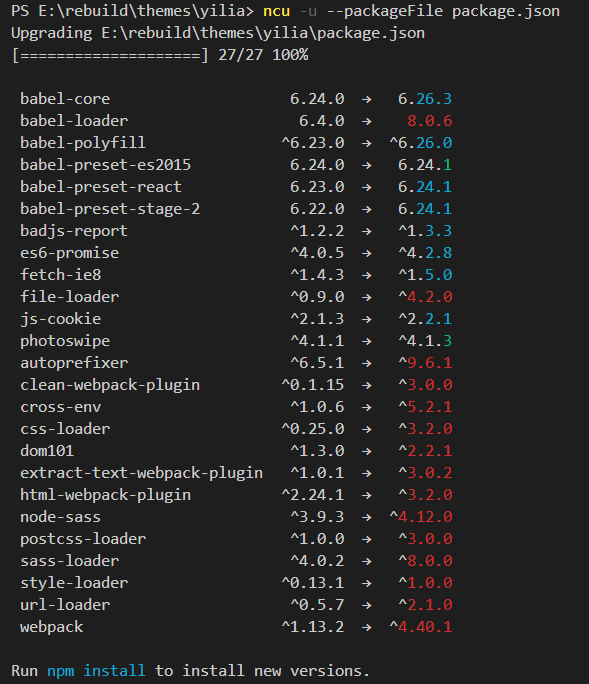 PS E:\rebuild\themes\yilia> ncu -u --packageFile package.json
Upgrading E:\rebuild\themes\yilia\package.json
[====================] 27/27 100%
babel-core 6.24.0 → 6.26.3
babel-loader 6.4.0 → 8.0.6
babel-polyfill ^6.23.0 → ^6.26.0
babel-preset-es2015 6.24.0 → 6.24.1
babel-preset-react 6.23.0 → 6.24.1
babel-preset-stage-2 6.22.0 → 6.24.1
badjs-report ^1.2.2 → ^1.3.3
es6-promise ^4.0.5 → ^4.2.8
fetch-ie8 ^1.4.3 → ^1.5.0
file-loader ^0.9.0 → ^4.2.0
js-cookie ^2.1.3 → ^2.2.1
photoswipe ^4.1.1 → ^4.1.3
autoprefixer ^6.5.1 → ^9.6.1
clean-webpack-plugin ^0.1.15 → ^3.0.0
cross-env ^1.0.6 → ^5.2.1
css-loader ^0.25.0 → ^3.2.0
dom101 ^1.3.0 → ^2.2.1
extract-text-webpack-plugin ^1.0.1 → ^3.0.2
html-webpack-plugin ^2.24.1 → ^3.2.0
node-sass ^3.9.3 → ^4.12.0
postcss-loader ^1.0.0 → ^3.0.0
sass-loader ^4.0.2 → ^8.0.0
style-loader ^0.13.1 → ^1.0.0
url-loader ^0.5.7 → ^2.1.0
webpack ^1.13.2 → ^4.40.1
Run npm install to install new versions.